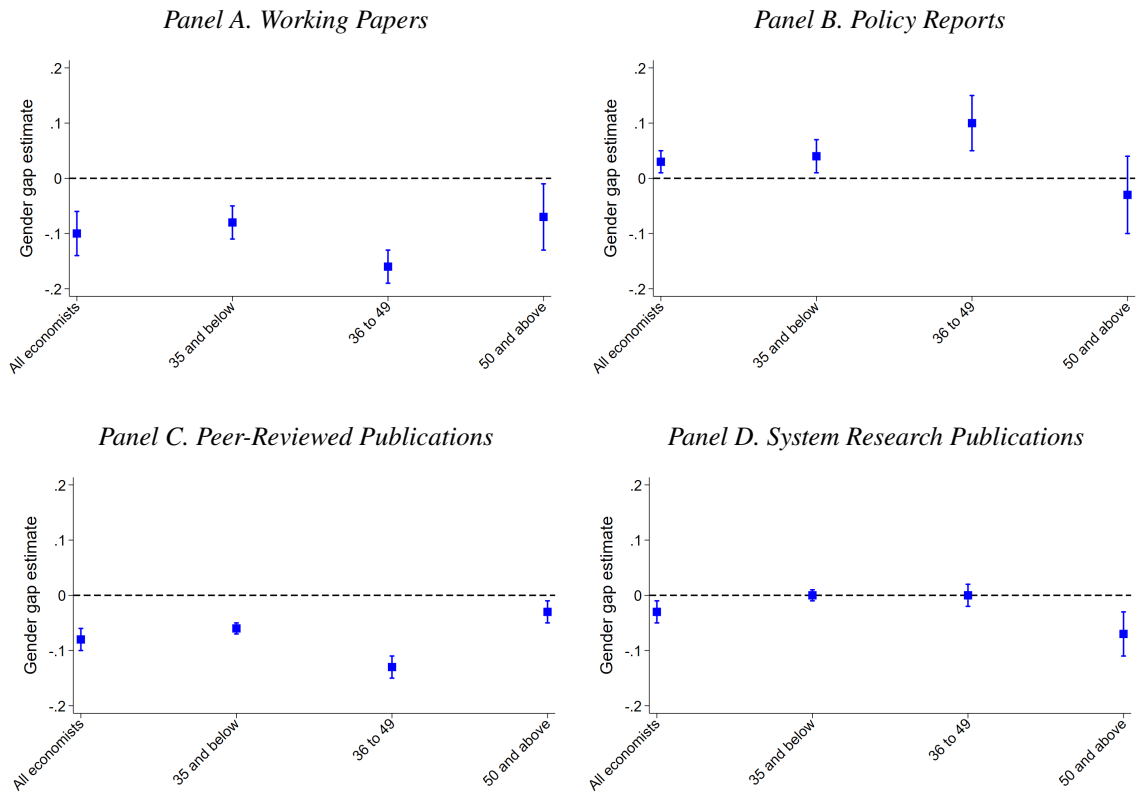 Panel A. Working Papers
Gender gap estimate
.2
.1
0
-.1
-.2
All economists
35 and below
36 to 49
50 and above
Panel B. Policy Reports
Gender gap estimate
.2
.1
0
-.1
-.2
All economists
35 and below
36 to 49
50 and above
Panel C. Peer-Reviewed Publications
Gender gap estimate
.2
.1
0
-.1
-.2
All economists
35 and below
36 to 49
50 and above
Panel D. System Research Publications
Gender gap estimate
.2
.1
0
-.1
-.2
All economists
35 and below
36 to 49
50 and above